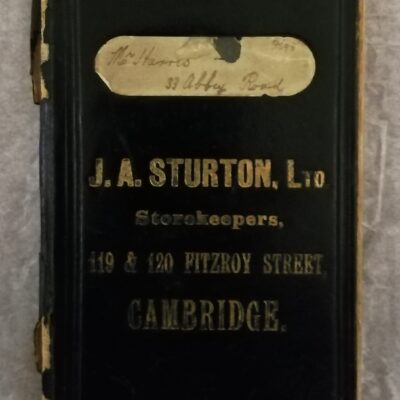 Mr Harris
33 Abbey Road
J. A. STURTON, LTD
Storekeepers,
119 & 120 FITZROY STREET,
CAMBRIDGE.